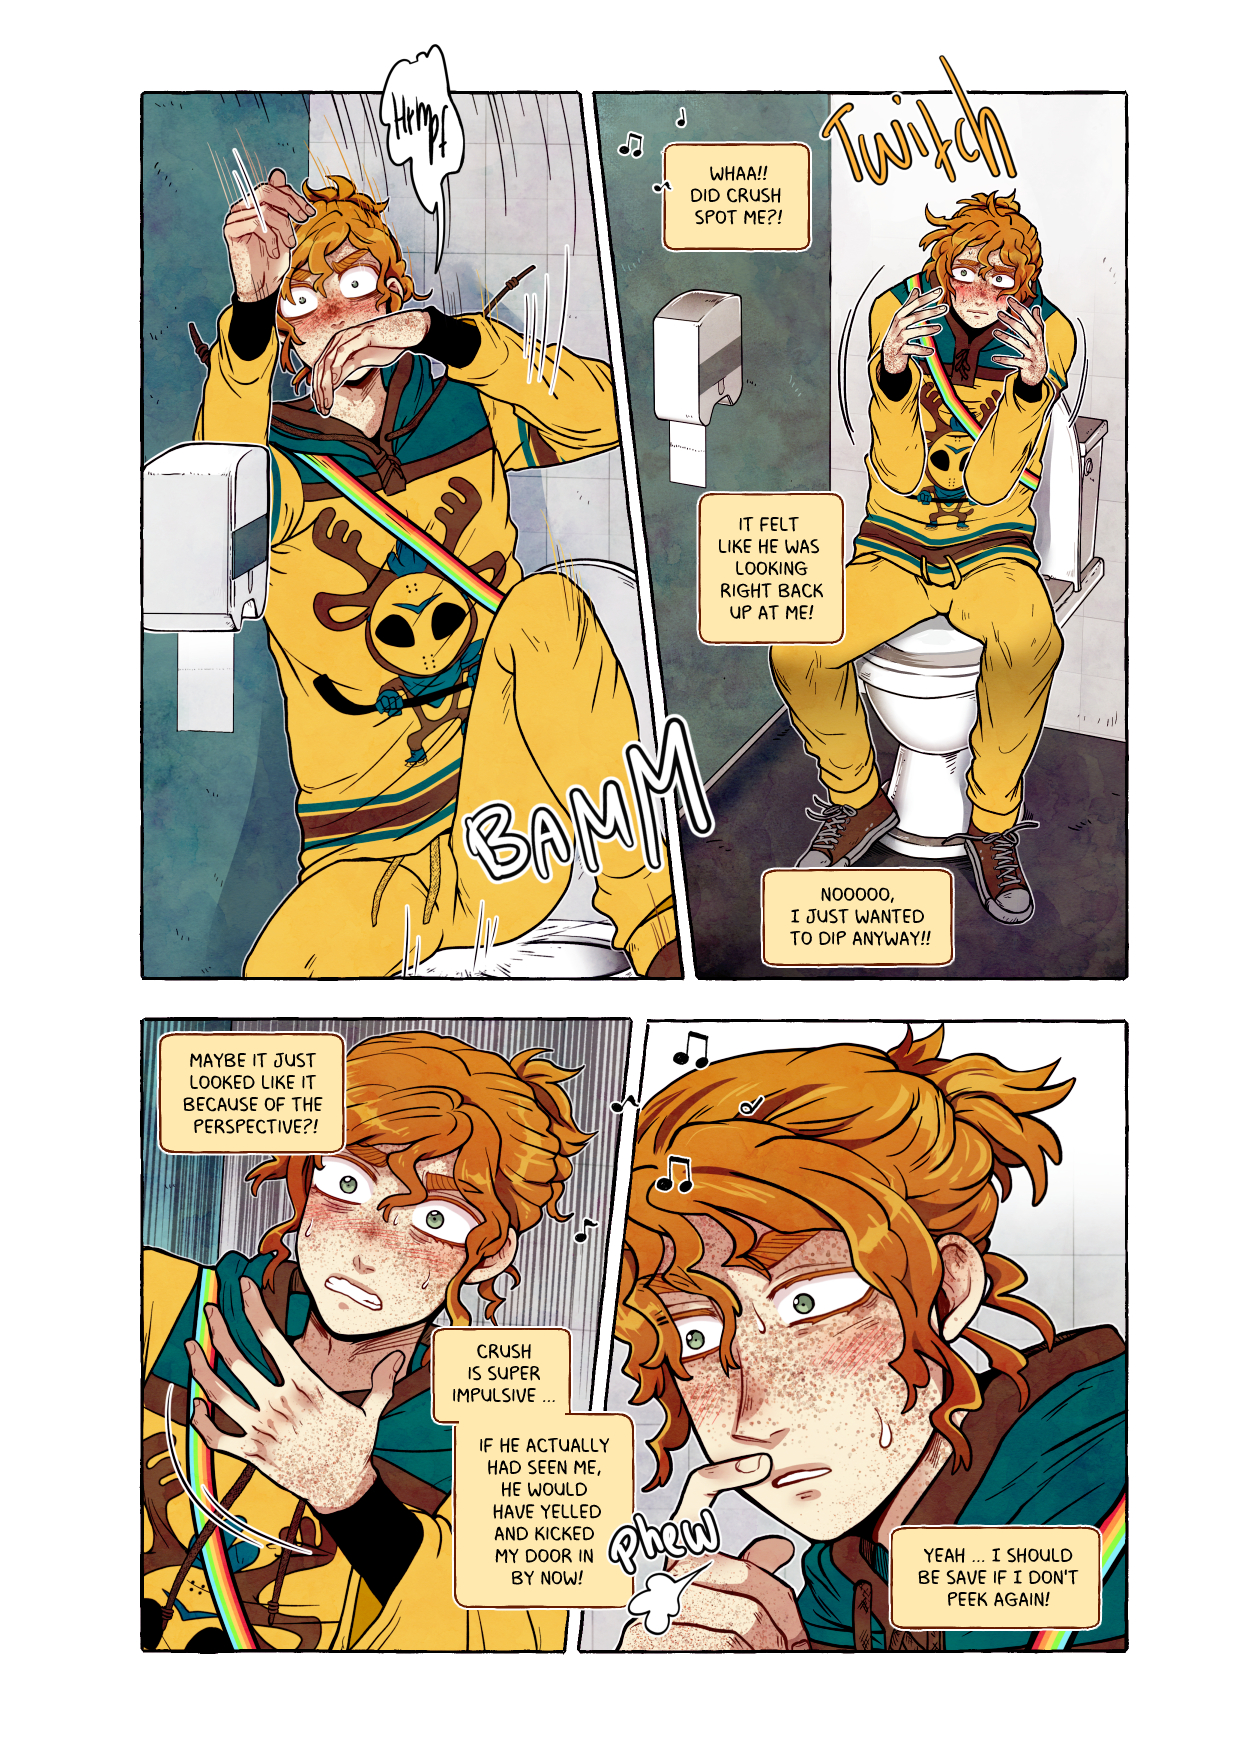 Hrmpf
BAMM
Twitch
WHAA!!
DID CRUSH
SPOT ME?!
IT FELT
LIKE HE WAS
LOOKING
RIGHT BACK
UP AT ME!
NOOOOO,
I JUST WANTED
TO DIP ANYWAY!!
MAYBE IT JUST
LOOKED LIKE IT
BECAUSE OF THE
PERSPECTIVE?!
CRUSH
IS SUPER
IMPULSIVE ...
IF HE ACTUALLY
HAD SEEN ME,
HE WOULD
HAVE YELLED
AND KICKED
MY DOOR IN
BY NOW!
Phew
YEAH ... I SHOULD
BE SAVE IF I DON'T
PEEK AGAIN!